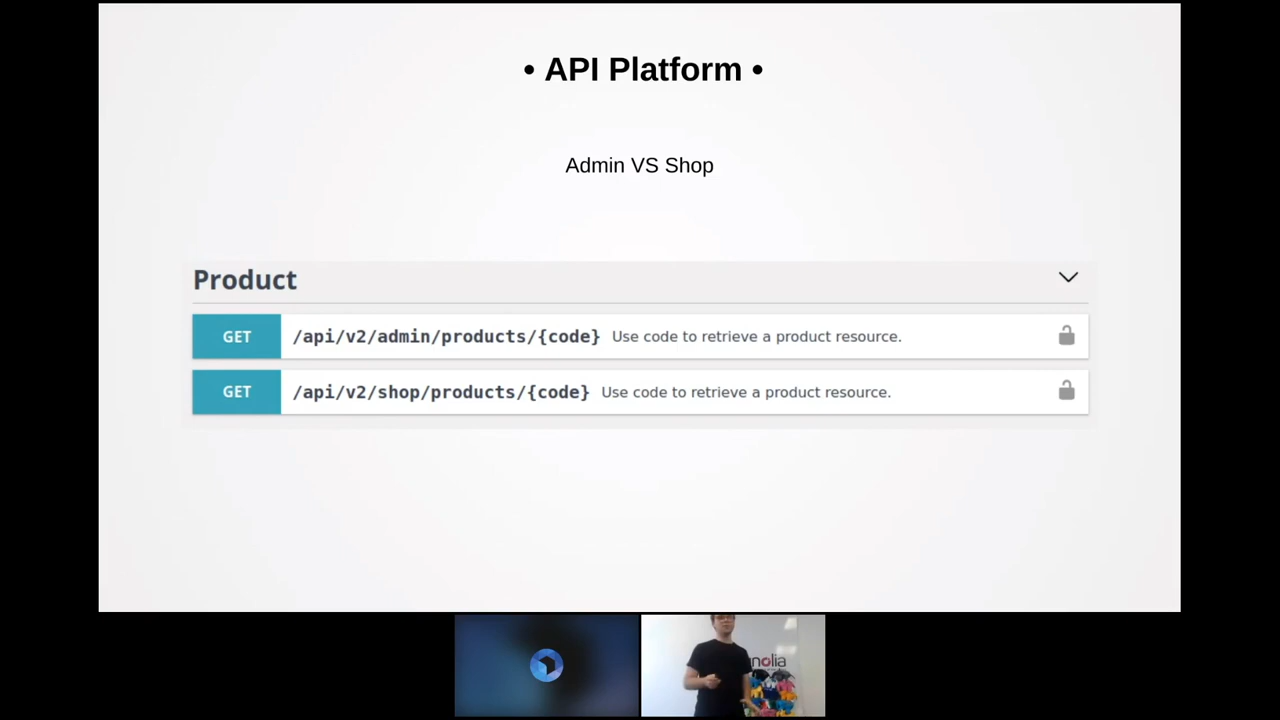 • API Platform •
Admin VS Shop
Product
GET /api/v2/admin/products/{code} Use code to retrieve a product resource.
GET /api/v2/shop/products/{code} Use code to retrieve a product resource.
nolia